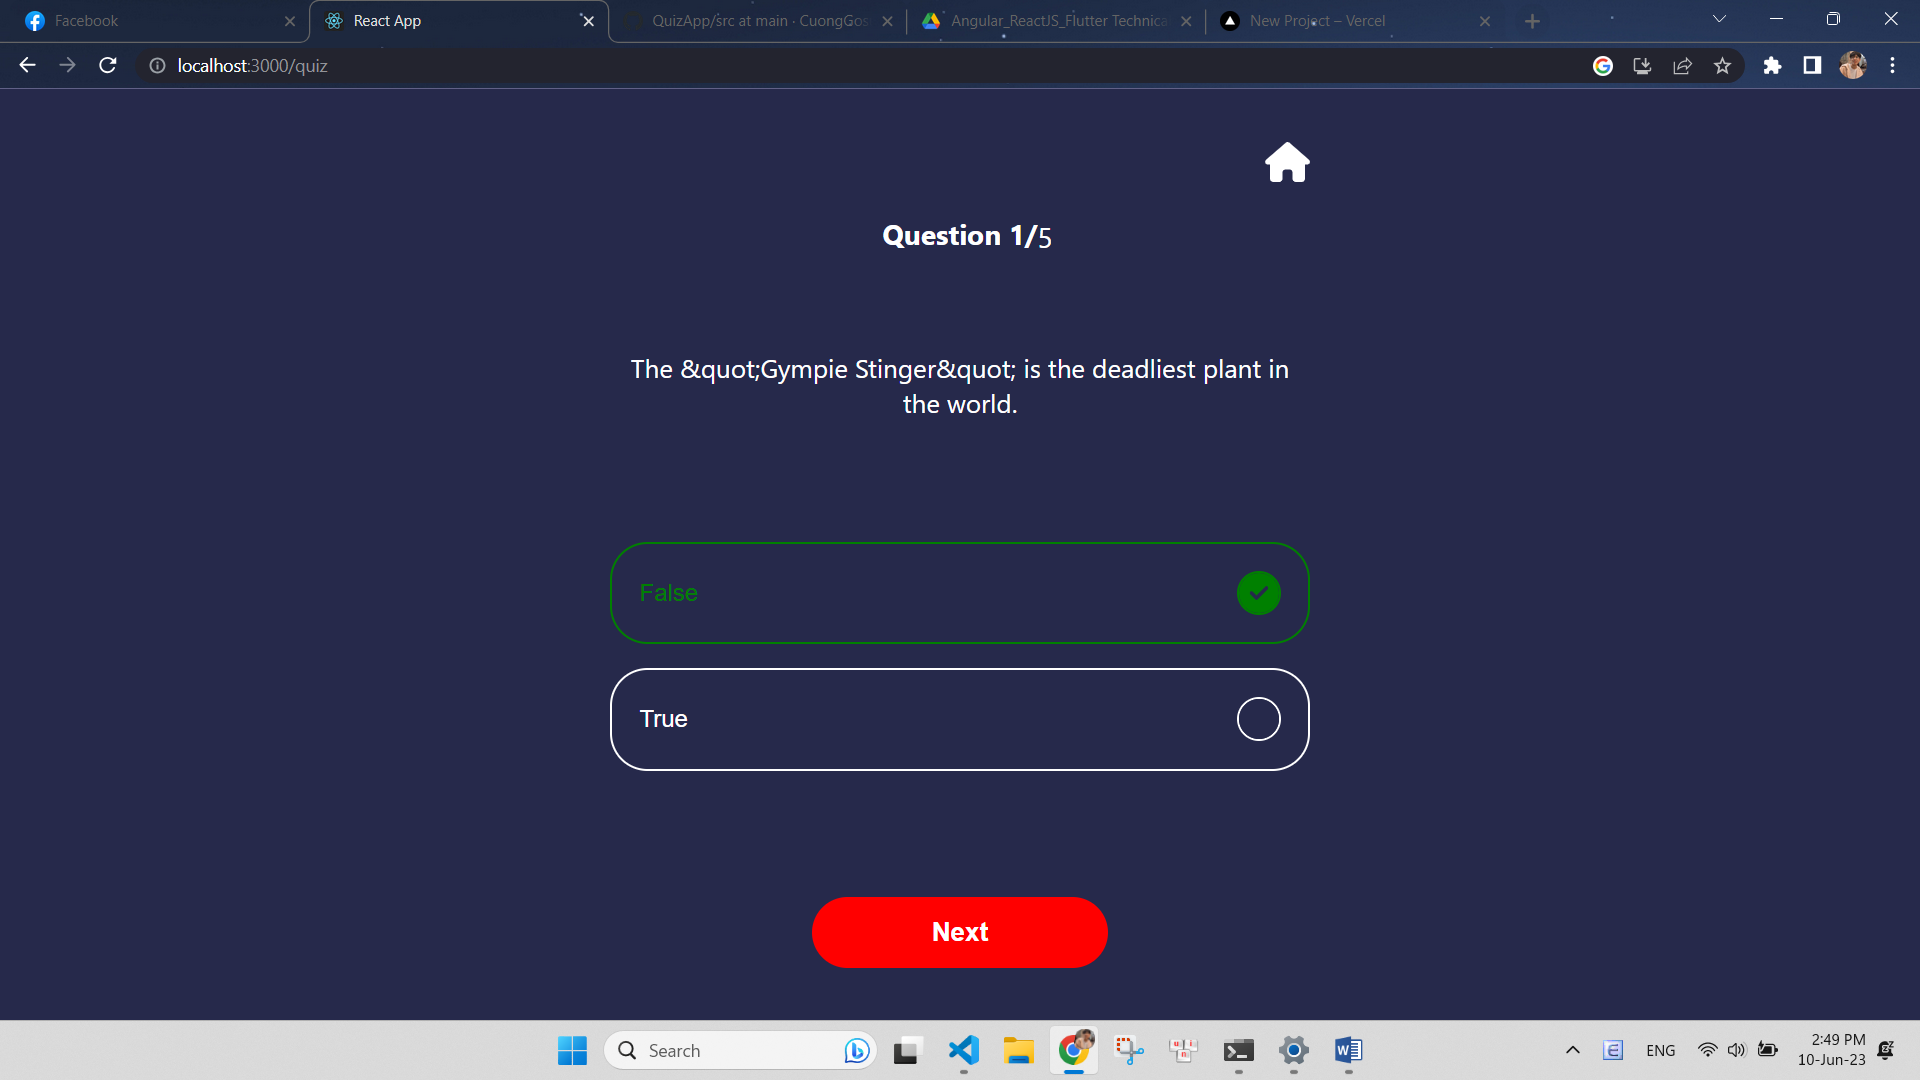 Facebook
React App
QuizApp/src at main · CuongGos
Angular_ReactJS_Flutter Technica
New Project – Vercel
localhost:3000/quiz
Question 1/5
The &quot;Gympie Stinger&quot; is the deadliest plant in
the world.
False
True
Next
Search
ENG
2:49 PM
10-Jun-23